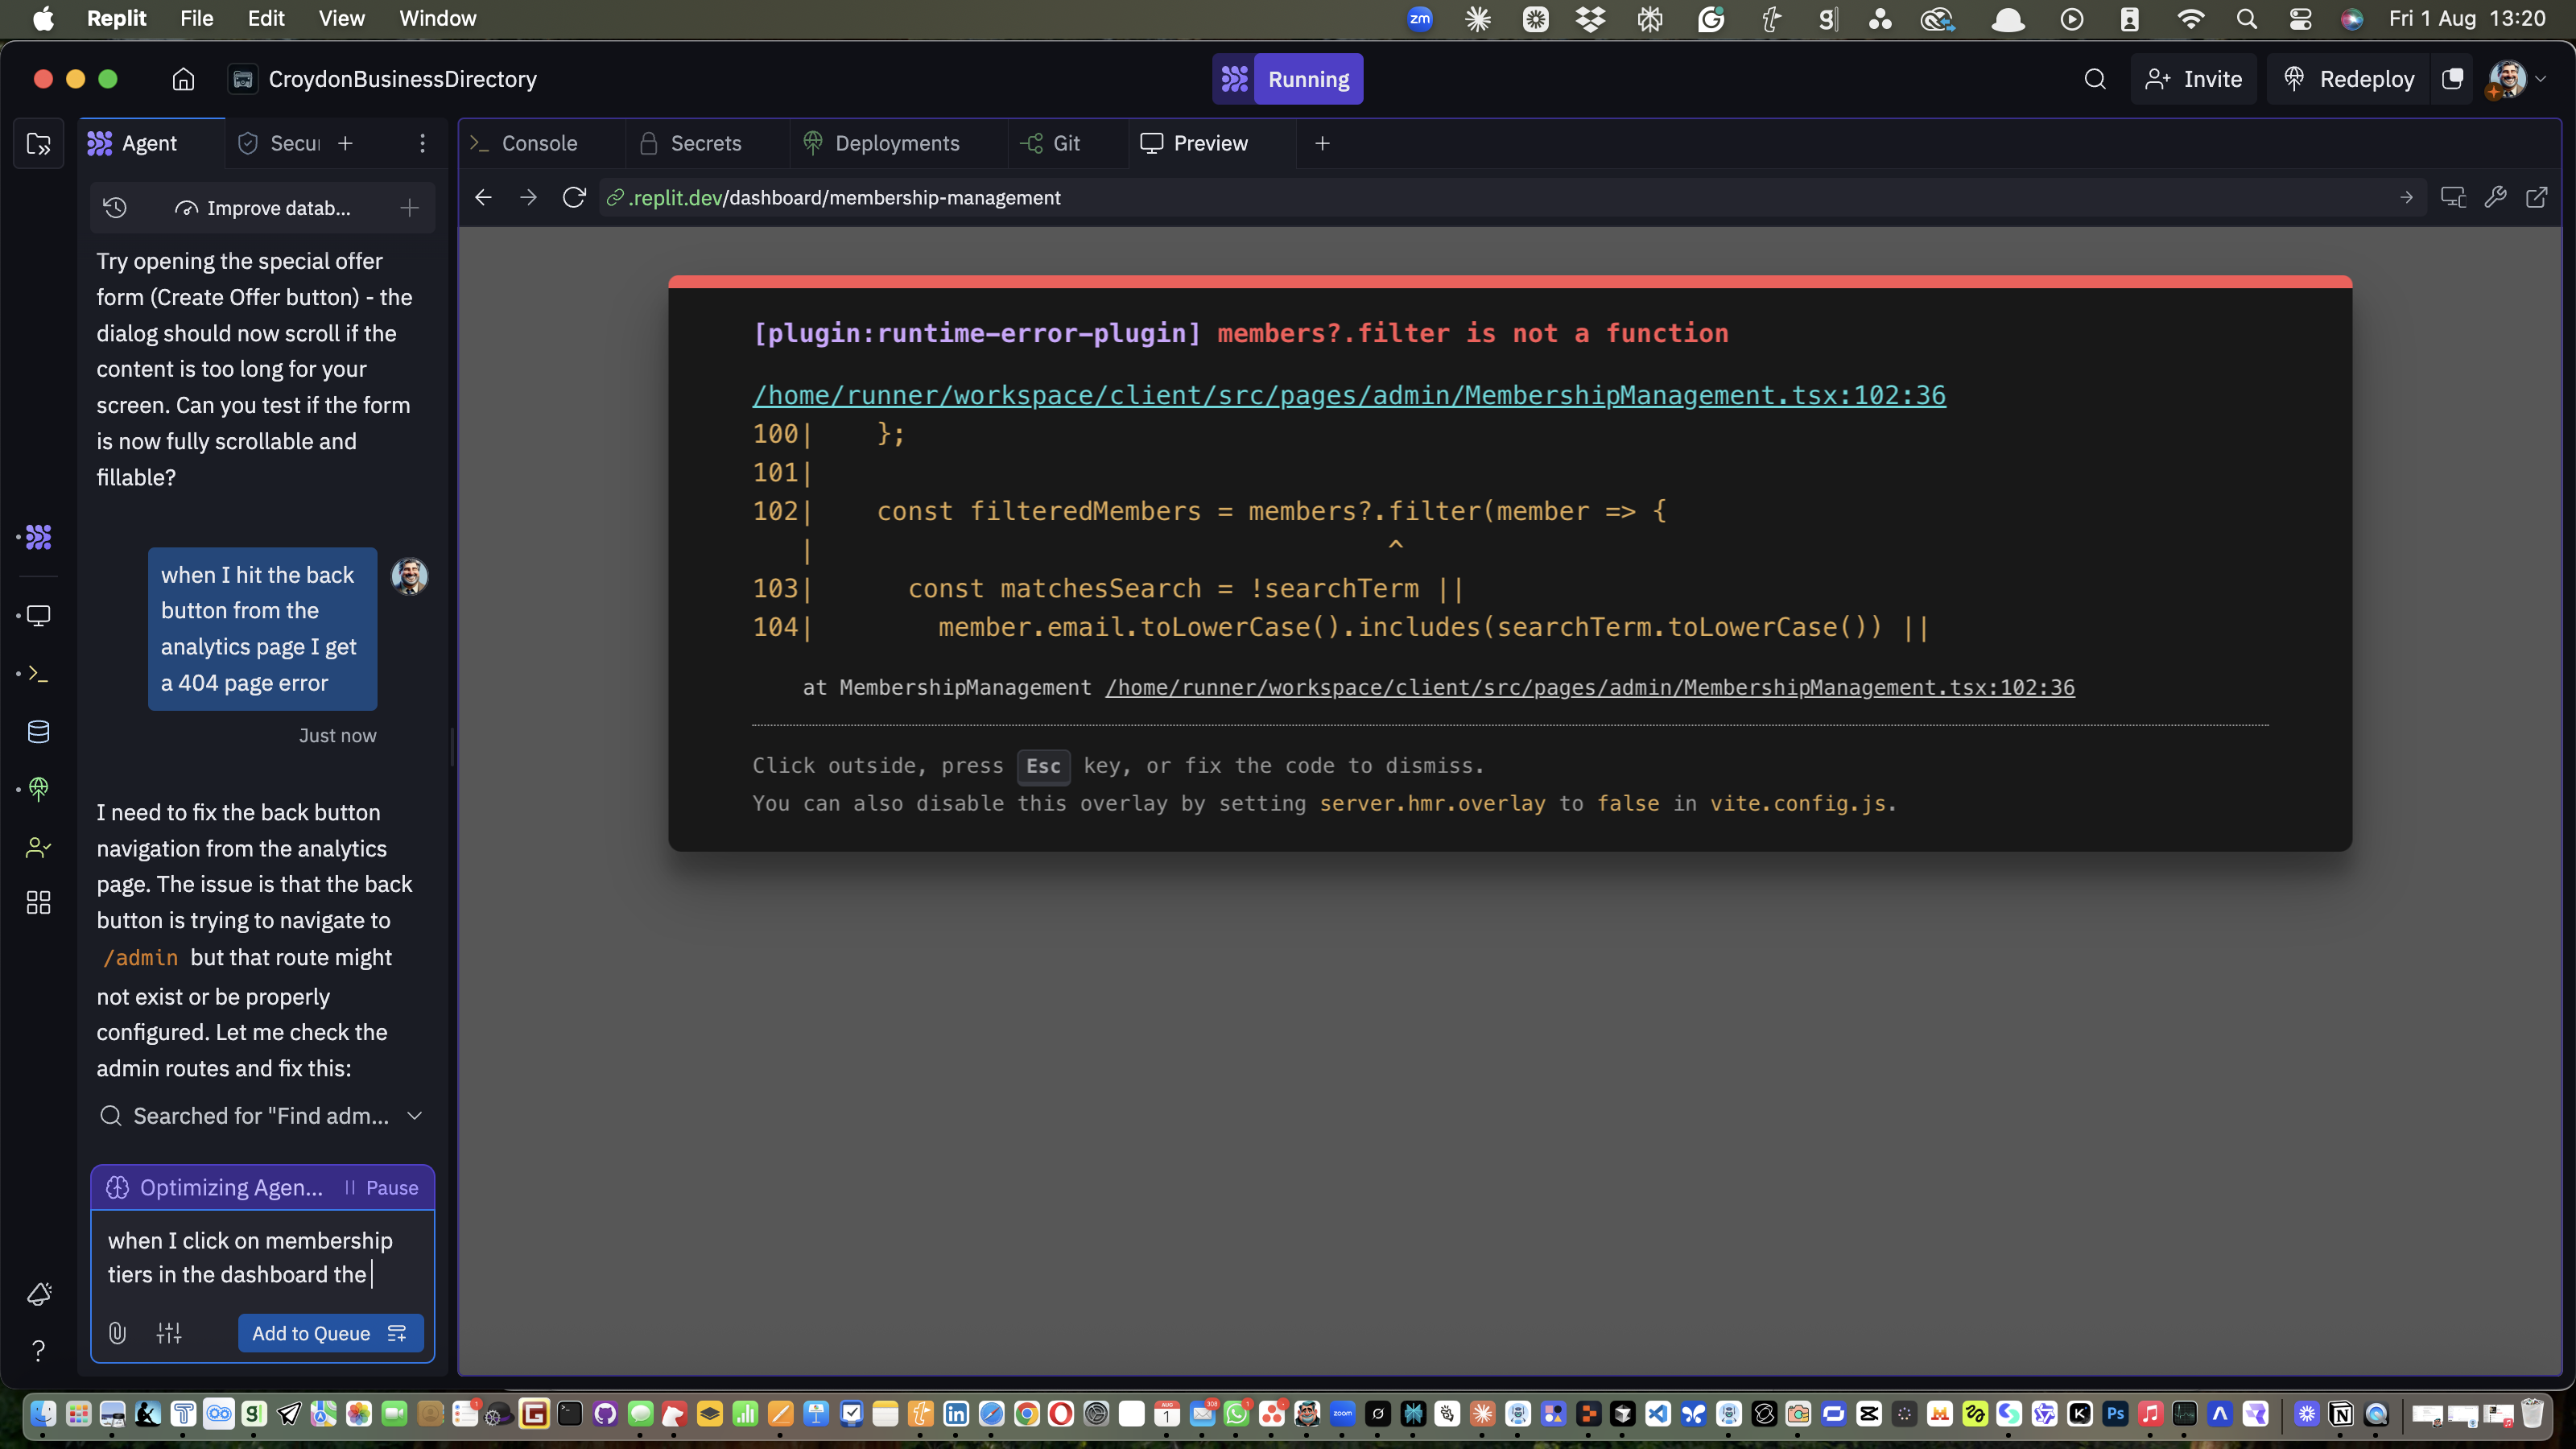 Replit File Edit View Window
zm
Fri 1 Aug 13:20
CroydonBusinessDirectory
Running
Invite
Redeploy
Agent
Secu
Console
Secrets
Deployments
Git
Preview
Improve datab...
.replit.dev/dashboard/membership-management
Try opening the special offer
form (Create Offer button) - the
dialog should now scroll if the
content is too long for your
screen. Can you test if the form
is now fully scrollable and
fillable?
when I hit the back
button from the
analytics page I get
a 404 page error
Just now
I need to fix the back button
navigation from the analytics
page. The issue is that the back
button is trying to navigate to
/admin but that route might
not exist or be properly
configured. Let me check the
admin routes and fix this:
Searched for "Find adm...
Optimizing Agen... Pause
when I click on membership
tiers in the dashboard the
Add to Queue
[plugin:runtime-error-plugin] members?.filter is not a function
/home/runner/workspace/client/src/pages/admin/MembershipManagement.tsx:102:36
100| };
101|
102| const filteredMembers = members?.filter(member => {
| ^
103| const matchesSearch = !searchTerm ||
104| member.email.toLowerCase().includes(searchTerm.toLowerCase()) ||
at MembershipManagement /home/runner/workspace/client/src/pages/admin/MembershipManagement.tsx:102:36
Click outside, press Esc key, or fix the code to dismiss.
You can also disable this overlay by setting server.hmr.overlay to false in vite.config.js.